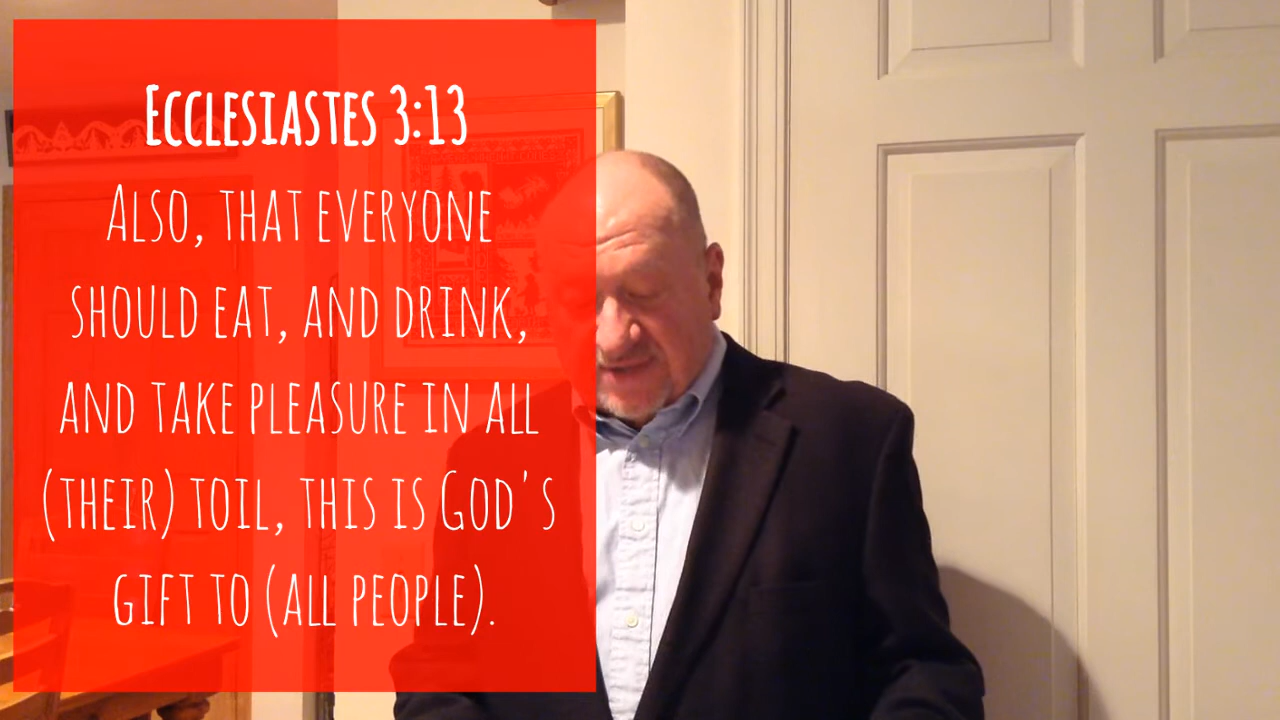 Ecclesiastes 3:13
Also, that everyone
should eat, and drink,
and take pleasure in all
(their) toil, this is God's
gift to (all people).